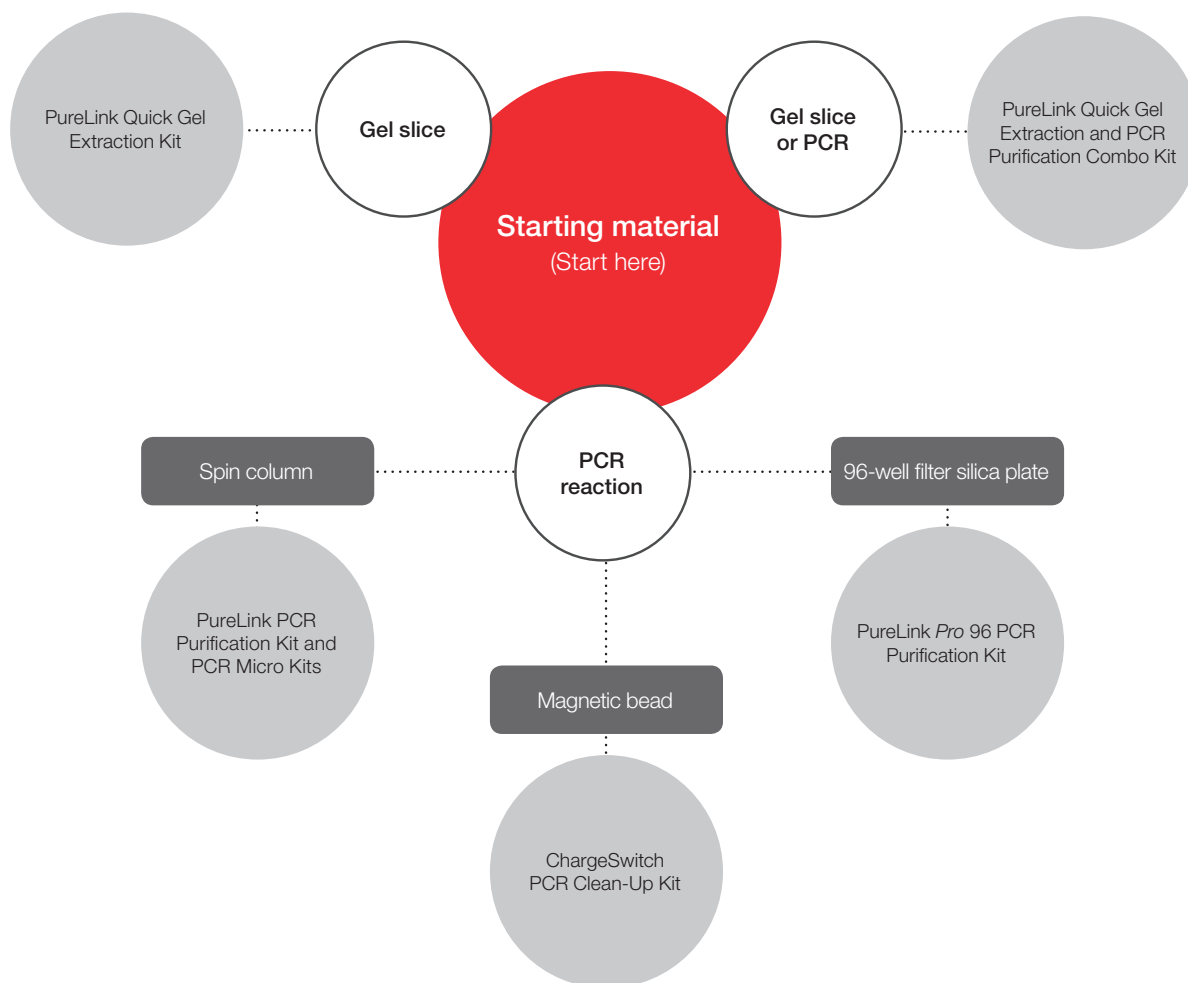 PureLink Quick Gel
Extraction Kit
Gel slice
Gel slice
or PCR
PureLink Quick Gel
Extraction and PCR
Purification Combo Kit
Starting material
(Start here)
Spin column
PCR
reaction
96-well filter silica plate
PureLink PCR
Purification Kit and
PCR Micro Kits
PureLink Pro 96 PCR
Purification Kit
Magnetic bead
ChargeSwitch
PCR Clean-Up Kit